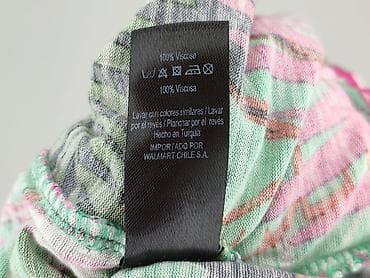 100% Viscosa
100% Viscosa
Lavar con colores similares / Lavar
por el revés / Planchar por el revés
Hecho en Turquía
IMPORTADO POR
WALMART CHILE S.A.